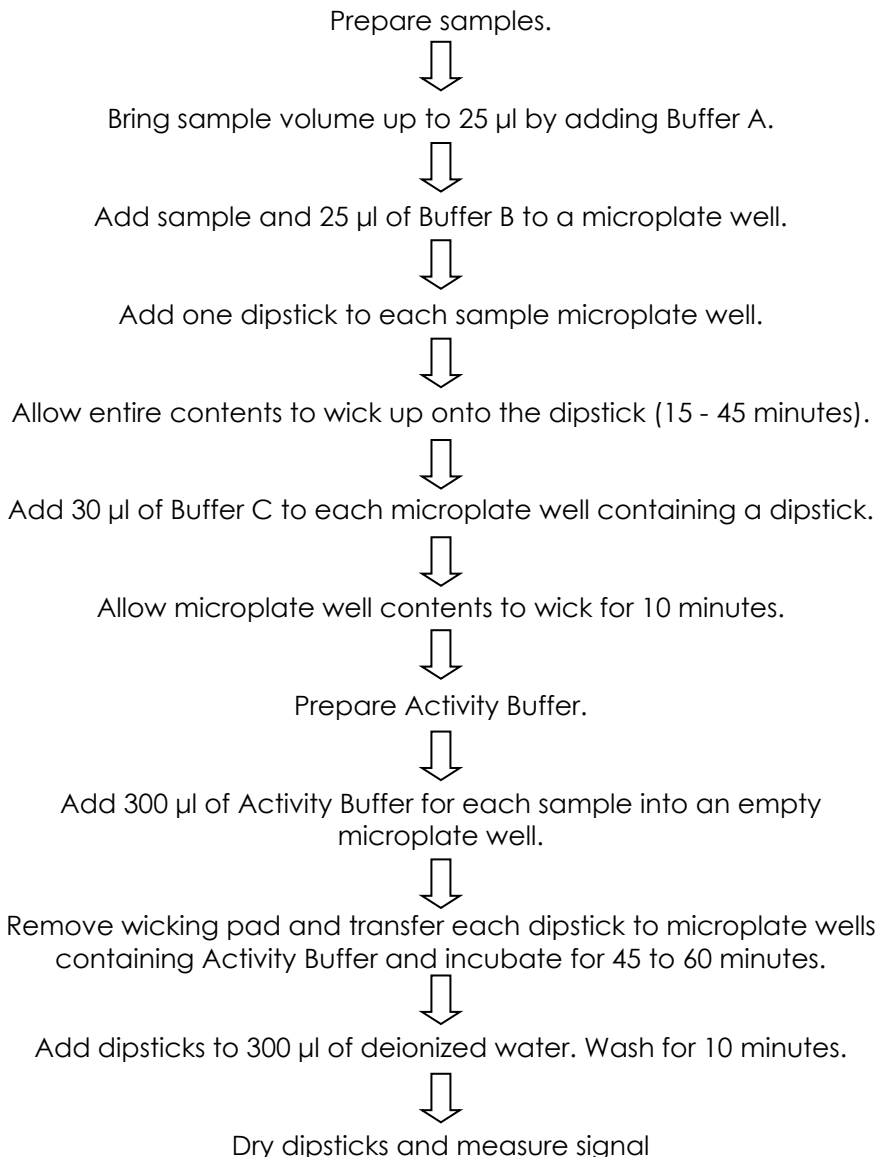 Prepare samples.
Bring sample volume up to 25 µl by adding Buffer A.
Add sample and 25 µl of Buffer B to a microplate well.
Add one dipstick to each sample microplate well.
Allow entire contents to wick up onto the dipstick (15 - 45 minutes).
Add 30 µl of Buffer C to each microplate well containing a dipstick.
Allow microplate well contents to wick for 10 minutes.
Prepare Activity Buffer.
Add 300 µl of Activity Buffer for each sample into an empty
microplate well.
Remove wicking pad and transfer each dipstick to microplate wells
containing Activity Buffer and incubate for 45 to 60 minutes.
Add dipsticks to 300 µl of deionized water. Wash for 10 minutes.
Dry dipsticks and measure signal